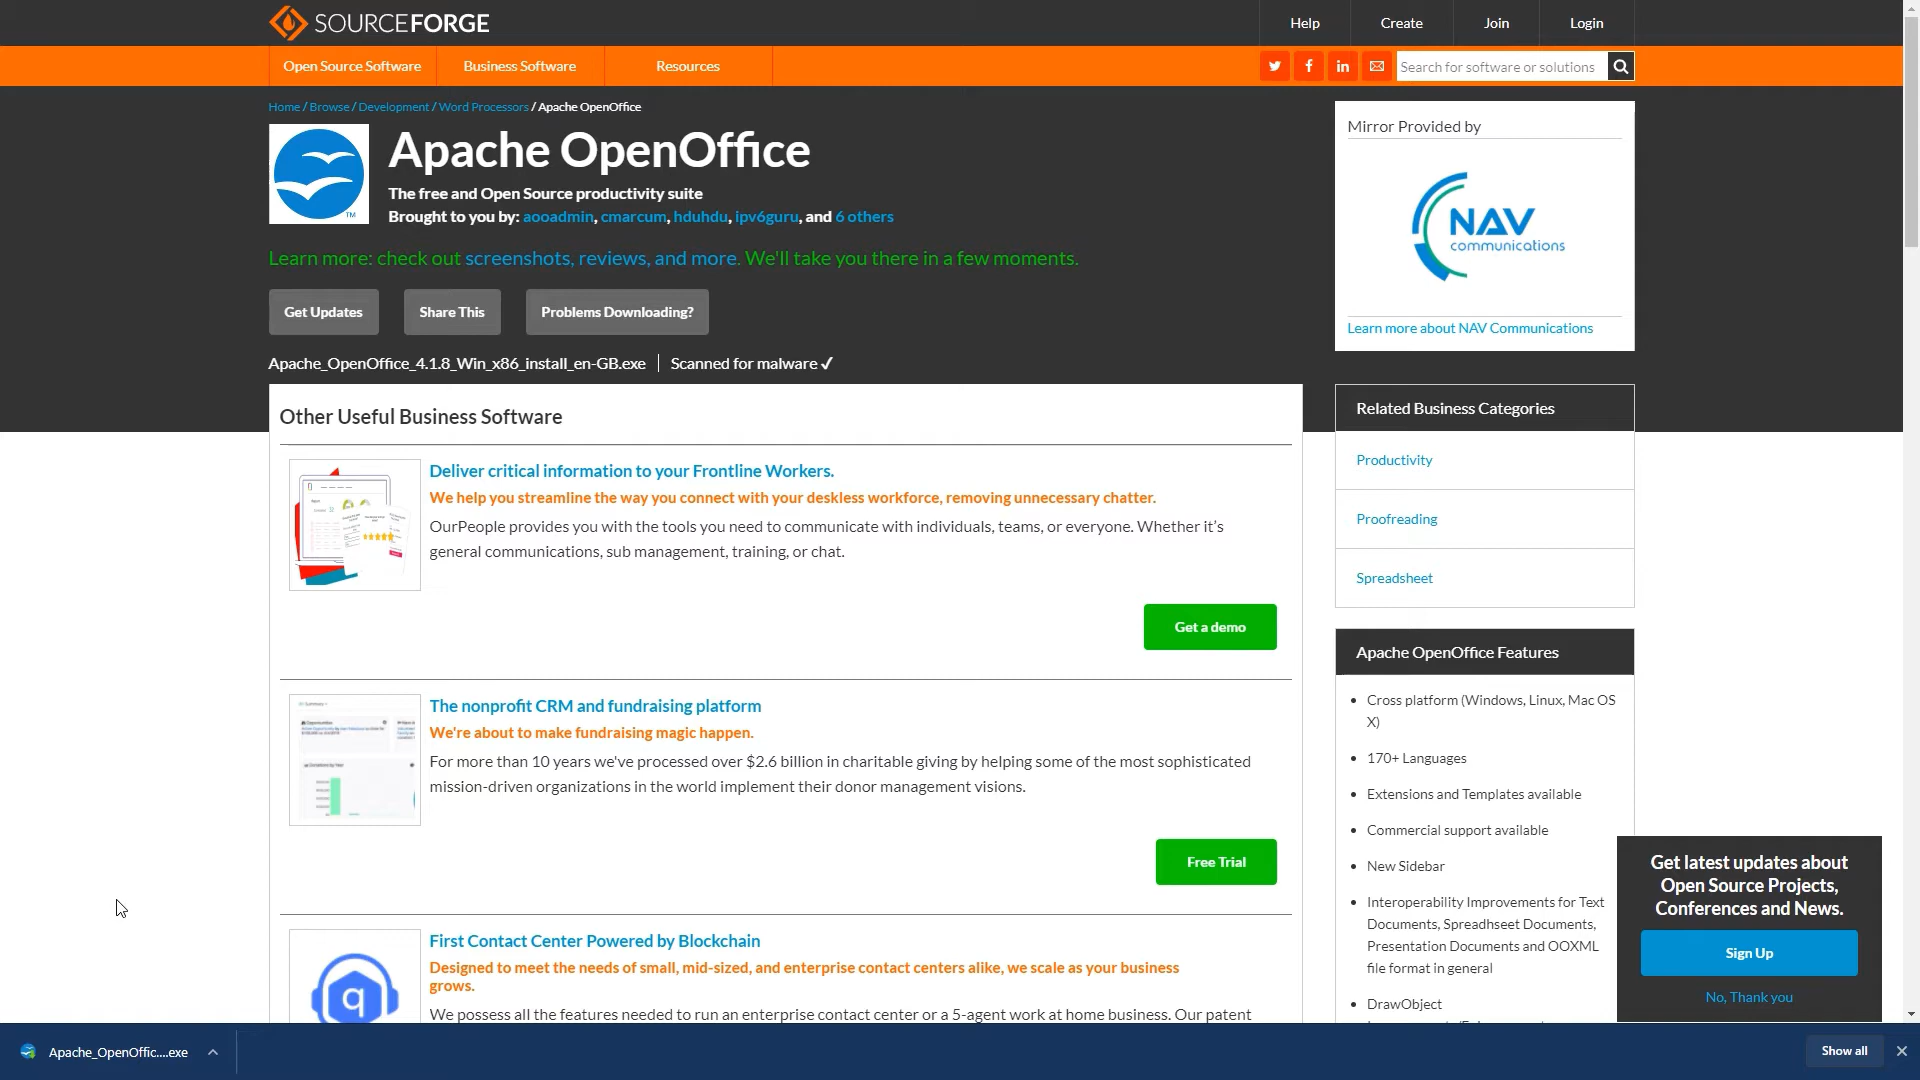 SOURCEFORGE
Help
Create
Join
Login
Open Source Software
Business Software
Resources
Search for software or solutions
Home / Browse / Development / Word Processors / Apache OpenOffice
Apache OpenOffice
The free and Open Source productivity suite
Brought to you by: aooadmin, cmarcum, hduhdu, ipv6guru, and 6 others
Learn more: check out screenshots, reviews, and more. We'll take you there in a few moments.
Get Updates
Share This
Problems Downloading?
Apache_OpenOffice_4.1.8_Win_x86_install_en-GB.exe
Scanned for malware ✓
Mirror Provided by
NAV
communications
Learn more about NAV Communications
Other Useful Business Software
Deliver critical information to your Frontline Workers.
We help you streamline the way you connect with your deskless workforce, removing unnecessary chatter.
OurPeople provides you with the tools you need to communicate with individuals, teams, or everyone. Whether it’s
general communications, sub management, training, or chat.
Get a demo
The nonprofit CRM and fundraising platform
We're about to make fundraising magic happen.
For more than 10 years we've processed over $2.6 billion in charitable giving by helping some of the most sophisticated
mission-driven organizations in the world implement their donor management visions.
Free Trial
First Contact Center Powered by Blockchain
Designed to meet the needs of small, mid-sized, and enterprise contact centers alike, we scale as your business
grows.
We possess all the features needed to run an enterprise contact center or a 5-agent work at home business. Our patent
Related Business Categories
Productivity
Proofreading
Spreadsheet
Apache OpenOffice Features
Cross platform (Windows, Linux, Mac OS
X)
170+ Languages
Extensions and Templates available
Commercial support available
New Sidebar
Interoperability Improvements for Text
Documents, Spreadhseet Documents,
Presentation Documents and OOXML
file format in general
DrawObject
Get latest updates about
Open Source Projects,
Conferences and News.
Sign Up
No, Thank you
Apache_OpenOffic....exe
Show all